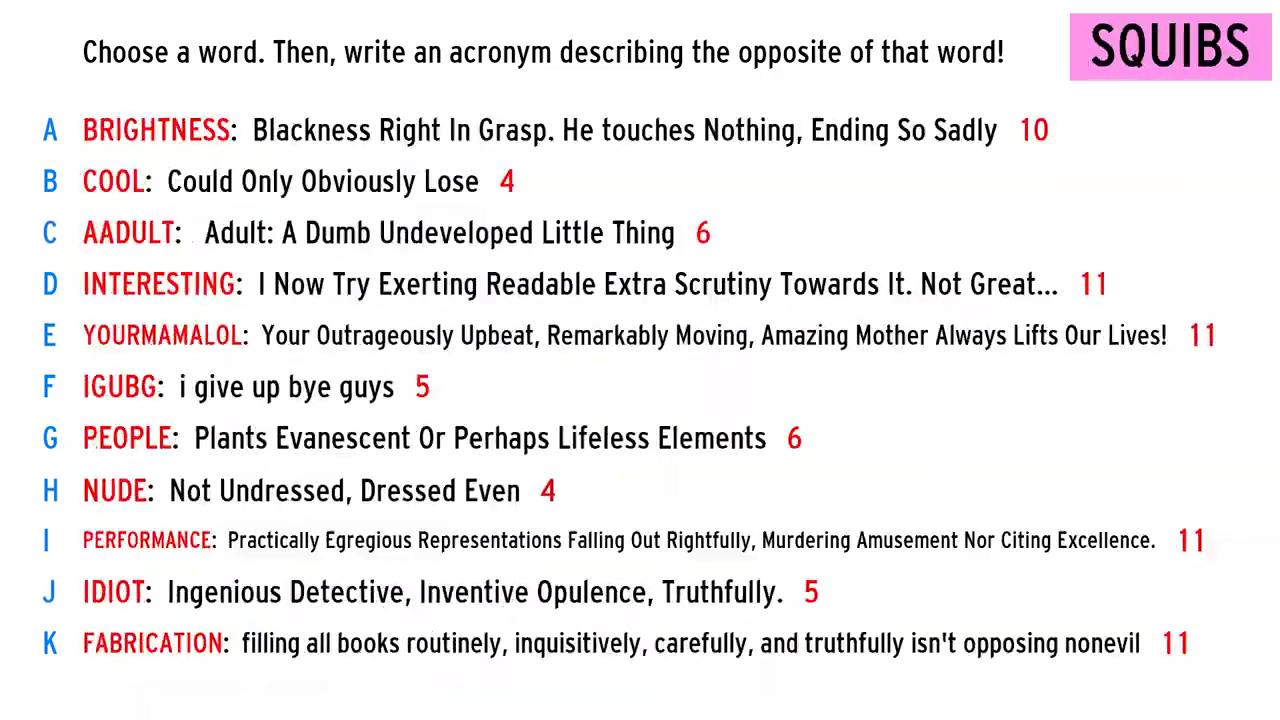 Choose a word. Then, write an acronym describing the opposite of that word!
SQUIBS
A BRIGHTNESS: Blackness Right In Grasp. He touches Nothing, Ending So Sadly 10
B COOL: Could Only Obviously Lose 4
C AADULT: Adult: A Dumb Undeveloped Little Thing 6
D INTERESTING: I Now Try Exerting Readable Extra Scrutiny Towards It. Not Great... 11
E YOURMAMALOL: Your Outrageously Upbeat, Remarkably Moving, Amazing Mother Always Lifts Our Lives! 11
F IGUBG: i give up bye guys 5
G PEOPLE: Plants Evanescent Or Perhaps Lifeless Elements 6
H NUDE: Not Undressed, Dressed Even 4
I PERFORMANCE: Practically Egregious Representations Falling Out Rightfully, Murdering Amusement Nor Citing Excellence. 11
J IDIOT: Ingenious Detective, Inventive Opulence, Truthfully. 5
K FABRICATION: filling all books routinely, inquisitively, carefully, and truthfully isn't opposing nonevil 11